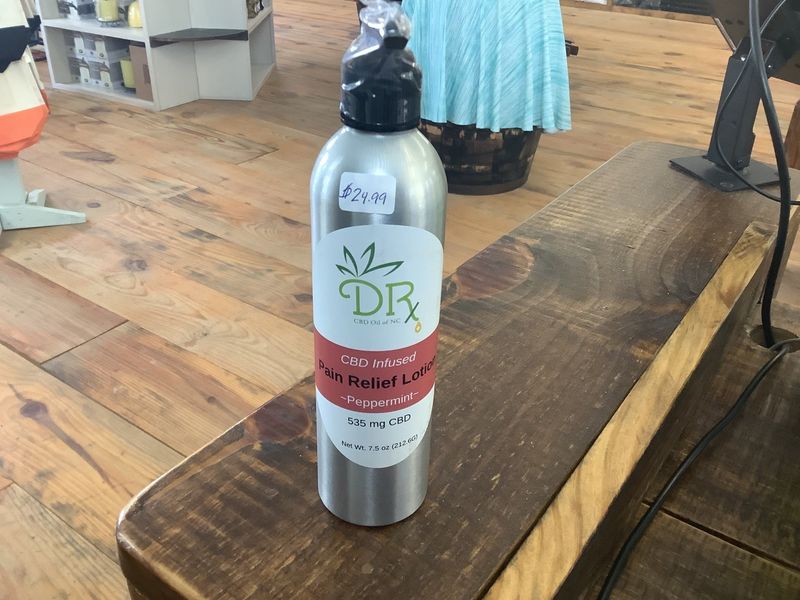 $24.99
DRx
CBD Oil of NC
CBD Infused
Pain Relief Lotion
~Peppermint~
535 mg CBD
Net Wt. 7.5 oz (212.6G)